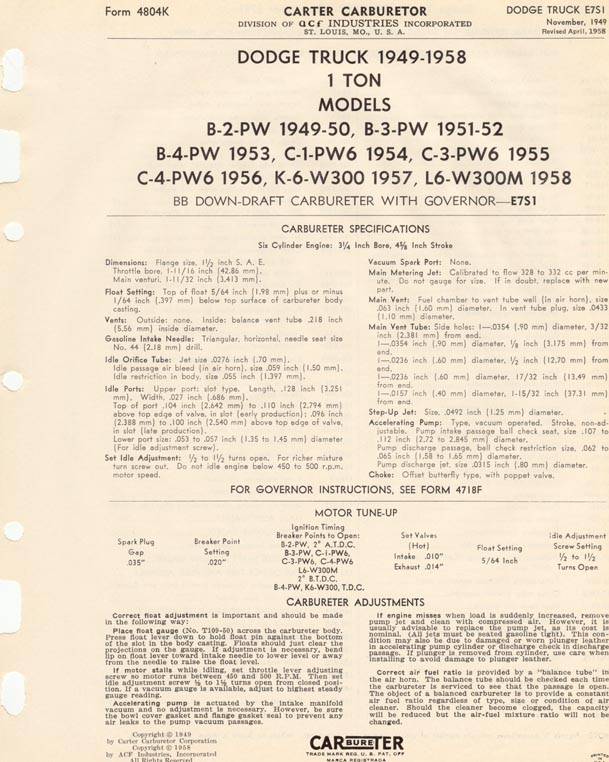 Form 4804K
CARTER CARBURETOR
DIVISION OF acf INDUSTRIES INCORPORATED
ST. LOUIS, MO., U. S. A.
DODGE TRUCK E7S1
November, 1949
Revised April, 1958
DODGE TRUCK 1949-1958
1 TON
MODELS
B-2-PW 1949-50, B-3-PW 1951-52
B-4-PW 1953, C-1-PW6 1954, C-3-PW6 1955
C-4-PW6 1956, K-6-W300 1957, L6-W300M 1958
BB DOWN-DRAFT CARBURETER WITH GOVERNOR—E7S1
CARBURETER SPECIFICATIONS
Six Cylinder Engine: 3¼ Inch Bore, 4⅝ Inch Stroke
Dimensions: Flange size, 1½ inch S. A. E.
Throttle bore, 1-11/16 inch (42.86 mm).
Main venturi, 1-11/32 inch (3.413 mm).
Float Setting: Top of float 5/64 inch (1.98 mm) plus or minus
1/64 inch (.397 mm) below top surface of carbureter body
casting.
Vents: Outside: none. Inside: balance vent tube .218 inch
(5.56 mm) inside diameter.
Gasoline Intake Needle: Triangular, horizontal, needle seat size
No. 44 (2.18 mm) drill.
Idle Orifice Tube: Jet size .0276 inch (.70 mm).
Idle passage air bleed (in air horn), size .059 inch (1.50 mm).
Idle restriction in body, size .055 inch (1.397 mm).
Idle Ports: Upper port: slot type. Length, .128 inch (3.251
mm). Width, .027 inch (.686 mm).
Top of port .104 inch (2.642 mm) to .110 inch (2.794 mm)
above top edge of valve, in slot (early production); .096 inch
(2.388 mm) to .100 inch (2.540 mm) above top edge of valve,
in slot (late production).
Lower port size: .053 to .057 inch (1.35 to 1.45 mm) diameter
(For idle adjustment screw).
Set Idle Adjustment: ½ to 1½ turns open. For richer mixture
turn screw out. Do not idle engine below 450 to 500 r.p.m.
motor speed.
Vacuum Spark Port: None.
Main Metering Jet: Calibrated to flow 328 to 332 cc per min-
ute. Do not gauge for size. If in doubt, replace with new
part.
Main Vent: Fuel chamber to vent tube well (in air horn), size
.063 inch (1.60 mm) diameter. In vent tube plug, size .0433
(1.10 mm) diameter.
Main Vent Tube: Side holes: 1—.0354 (.90 mm) diameter, 3/32
inch (2.381 mm) from end.
1—.0354 inch (.90 mm) diameter, ⅛ inch (3.175 mm) from
end.
1—.0236 inch (.60 mm) diameter, ½ inch (12.70 mm) from
end.
1—.0236 inch (.60 mm) diameter, 17/32 inch (13.49 mm)
from end.
1—.0157 inch (.40 mm) diameter, 1-15/32 inch (37.31 mm)
from end.
Step-Up Jet: Size, .0492 inch (1.25 mm) diameter.
Accelerating Pump: Type, vacuum operated. Stroke, non-ad-
justable. Pump intake passage ball check seat, size .107 to
.112 inch (2.72 to 2.845 mm) diameter.
Pump discharge passage, ball check restriction size, .062 to
.065 inch (1.58 to 1.65 mm) diameter.
Pump discharge jet, size .0315 inch (.80 mm) diameter.
Choke: Offset butterfly type, with poppet valve.
FOR GOVERNOR INSTRUCTIONS, SEE FORM 4718F
MOTOR TUNE-UP
Spark Plug
Gap
.035"
Breaker Point
Setting
.020"
Ignition Timing
Breaker Points to Open:
B-2-PW, 2° A.T.D.C.
B-3-PW, C-1-PW6,
C-3-PW6, C-4-PW6
L6-W300M
2° B.T.D.C.
B-4-PW, K6-W300, T.D.C.
Set Valves
(Hot)
Intake .010"
Exhaust .014"
Float Setting
5/64 Inch
Idle Adjustment
Screw Setting
½ to 1½
Turns Open
CARBURETER ADJUSTMENTS
Correct float adjustment is important and should be made
in the following way:
Place float gauge (No. T109-50) across the carburetor body.
Press float lever down to hold float pin against the bottom
of the slot in the body casting. Floats should just clear the
projections on the gauge. If adjustment is necessary, bend
lip on float lever toward intake needle to lower level or away
from the needle to raise the float level.
If motor stalls while idling, set throttle lever adjusting
screw so motor runs between 450 and 500 R.P.M. Then set
idle adjustment screw ½ to 1½ turns open from closed posi-
tion. If a vacuum gauge is available, adjust to highest steady
gauge reading.
Accelerating pump is actuated by the intake manifold
vacuum and no adjustment is necessary. However, be sure
the bowl cover gasket and flange gasket seal to prevent any
air leaks to the pump vacuum passages.
If engine misses when load is suddenly increased, remove
pump jet and clean with compressed air. However, it is
usually advisable to replace the pump jet, as its cost is
nominal. (All jets must be seated gasoline tight). This con-
dition may also be due to damaged or worn plunger leather
in accelerating pump cylinder or discharge check in discharge
passage. If plunger is removed from cylinder, use care when
installing to avoid damage to plunger leather.
Correct air fuel ratio is provided by a "balance tube" in
the air horn. The balance tube should be checked each time
the carbureter is serviced to see that the passage is open.
The object of a balanced carbureter is to provide a constant
air fuel ratio regardless of type, size or condition of air
cleaner. Should the cleaner become clogged, the capacity
will be reduced but the air-fuel mixture ratio will not be
changed.
Copyright © 1949
by Carter Carburetor Corporation
Copyright © 1958
by ACF Industries, Incorporated
All Rights Reserved
CARBURETER
TRADE MARK REG. U. S. PAT. OFF
MARCA REGISTRADA